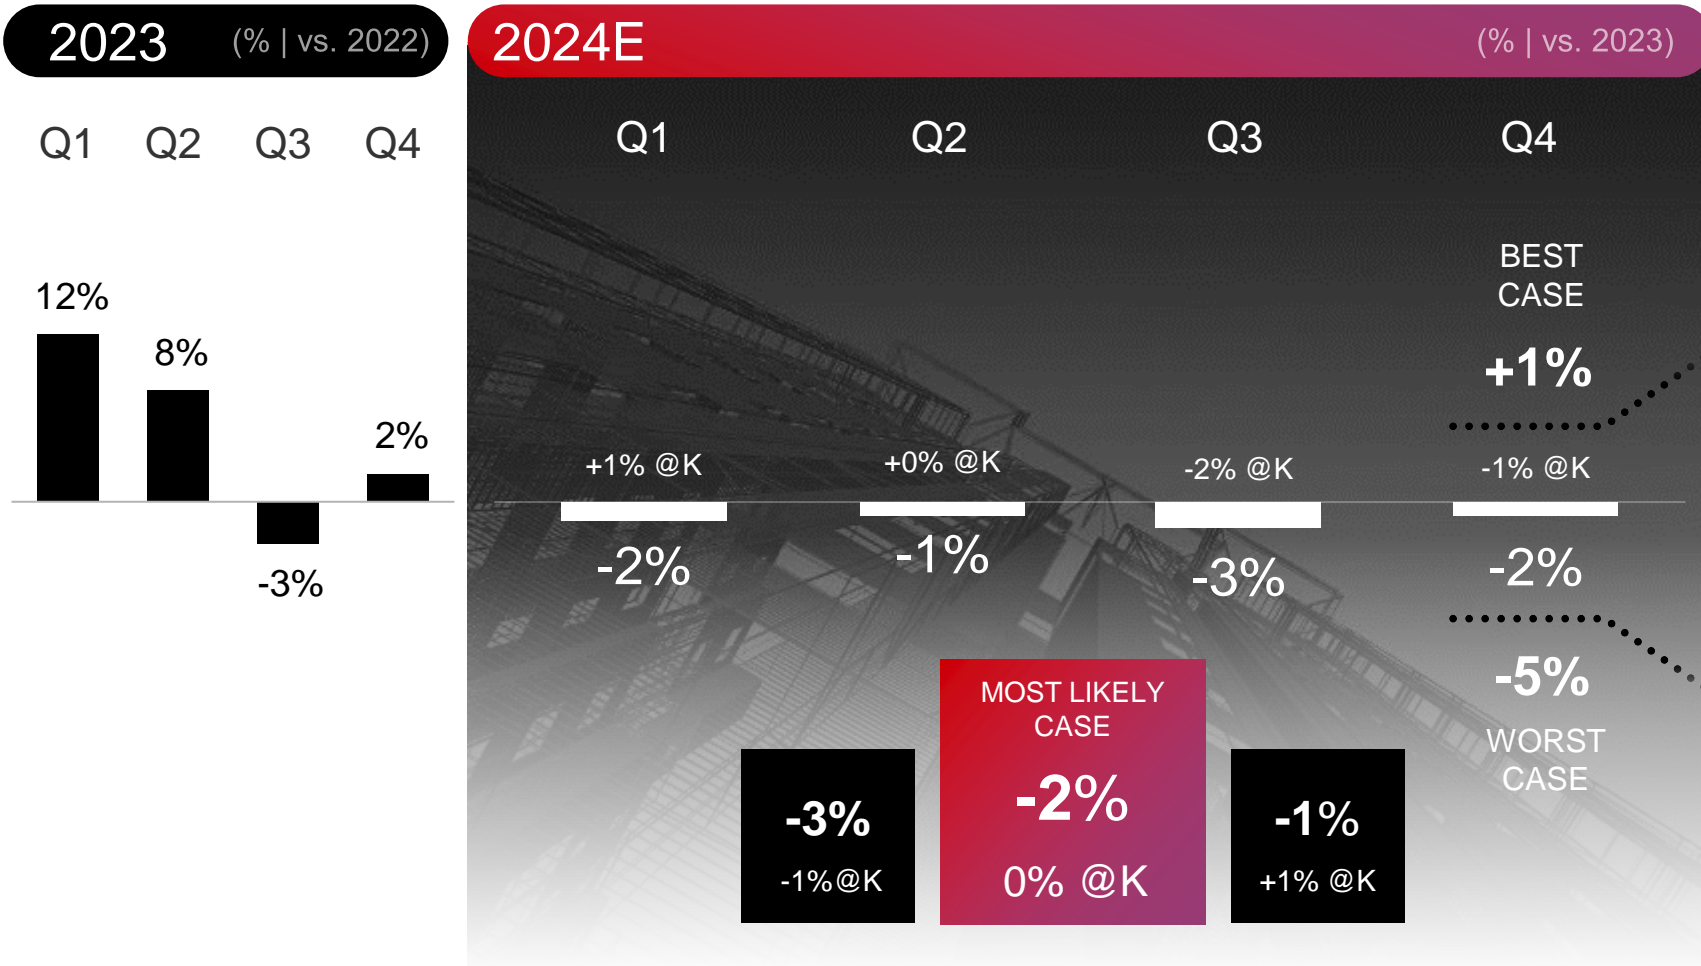 2023 (% | vs. 2022)
Q1 Q2 Q3 Q4
12%
8%
-3%
2%
2024E (% | vs. 2023)
Q1 Q2 Q3 Q4
BEST
CASE
+1%
+1% @K
+0% @K
-2% @K
-1% @K
-2%
-1%
-3%
-2%
-5%
WORST
CASE
-3%
-1%@K
MOST LIKELY
CASE
-2%
0% @K
-1%
+1% @K